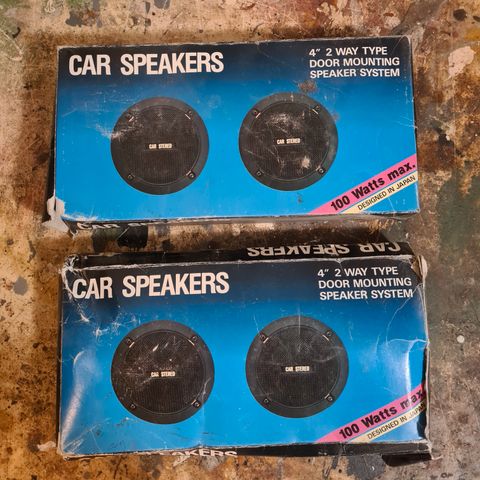 CAR SPEAKERS
4" 2 WAY TYPE
DOOR MOUNTING
SPEAKER SYSTEM
CAR STEREO
CAR STEREO
100 Watts max.
DESIGNED IN JAPAN
CAR SPEAKERS
CAR SPEAKERS
4" 2 WAY TYPE
DOOR MOUNTING
SPEAKER SYSTEM
CAR STEREO
CAR STEREO
100 Watts max.
DESIGNED IN JAPAN